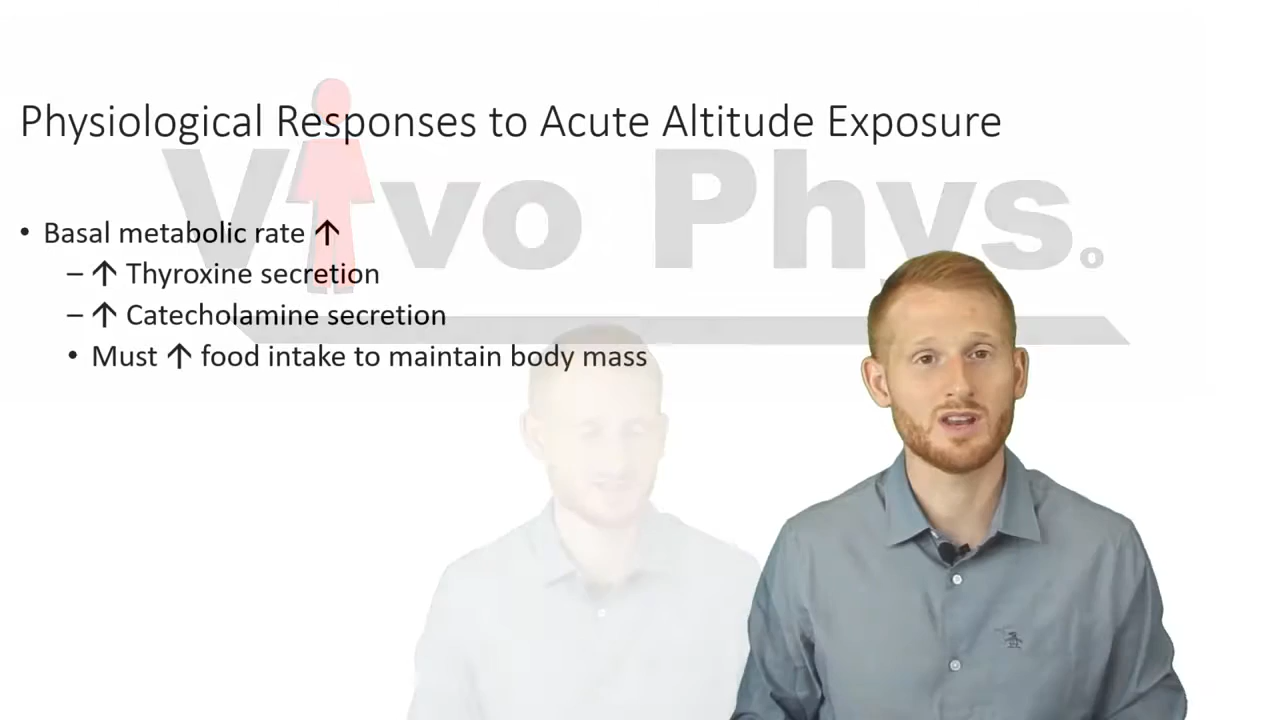 Physiological Responses to Acute Altitude Exposure
Vivo Phys.
• Basal metabolic rate ↑
– ↑ Thyroxine secretion
– ↑ Catecholamine secretion
• Must ↑ food intake to maintain body mass